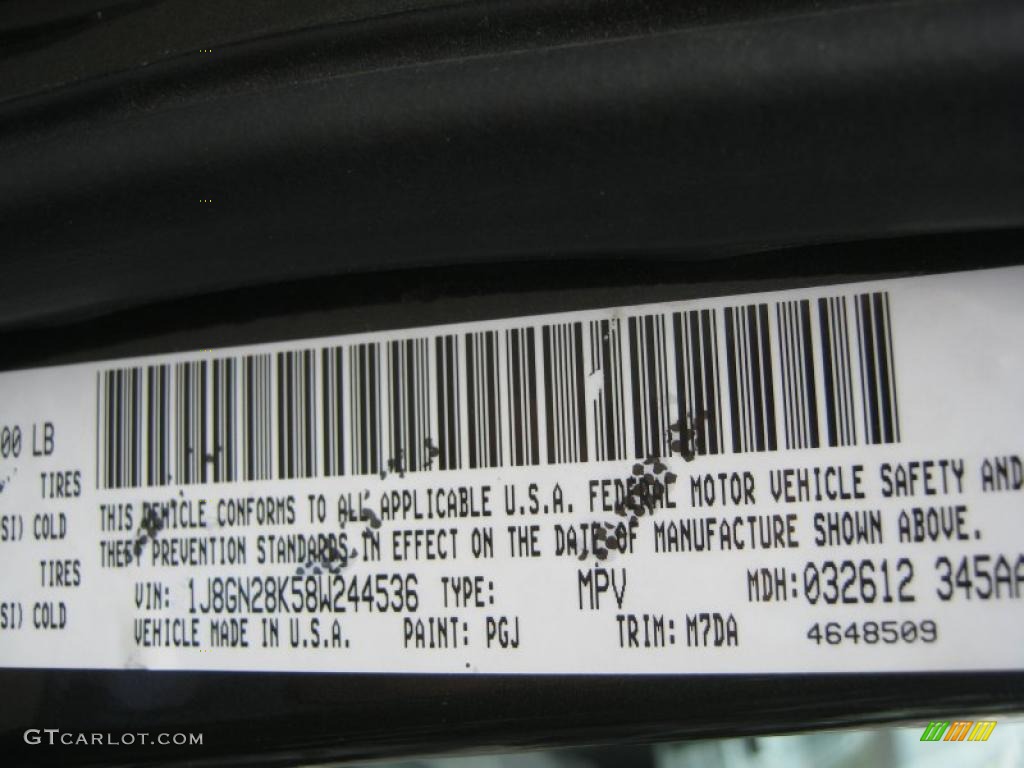 00 LB
TIRES
SI) COLD
TIRES
SI) COLD
THIS VEHICLE CONFORMS TO ALL APPLICABLE U.S.A. FEDERAL MOTOR VEHICLE SAFETY AND
THEFT PREVENTION STANDARDS IN EFFECT ON THE DATE OF MANUFACTURE SHOWN ABOVE.
VIN: 1J8GN28K58W244536 TYPE: MPV MDH: 032612 345AA
VEHICLE MADE IN U.S.A. PAINT: PGJ TRIM: M7DA 4648509
GTCARLOT.COM